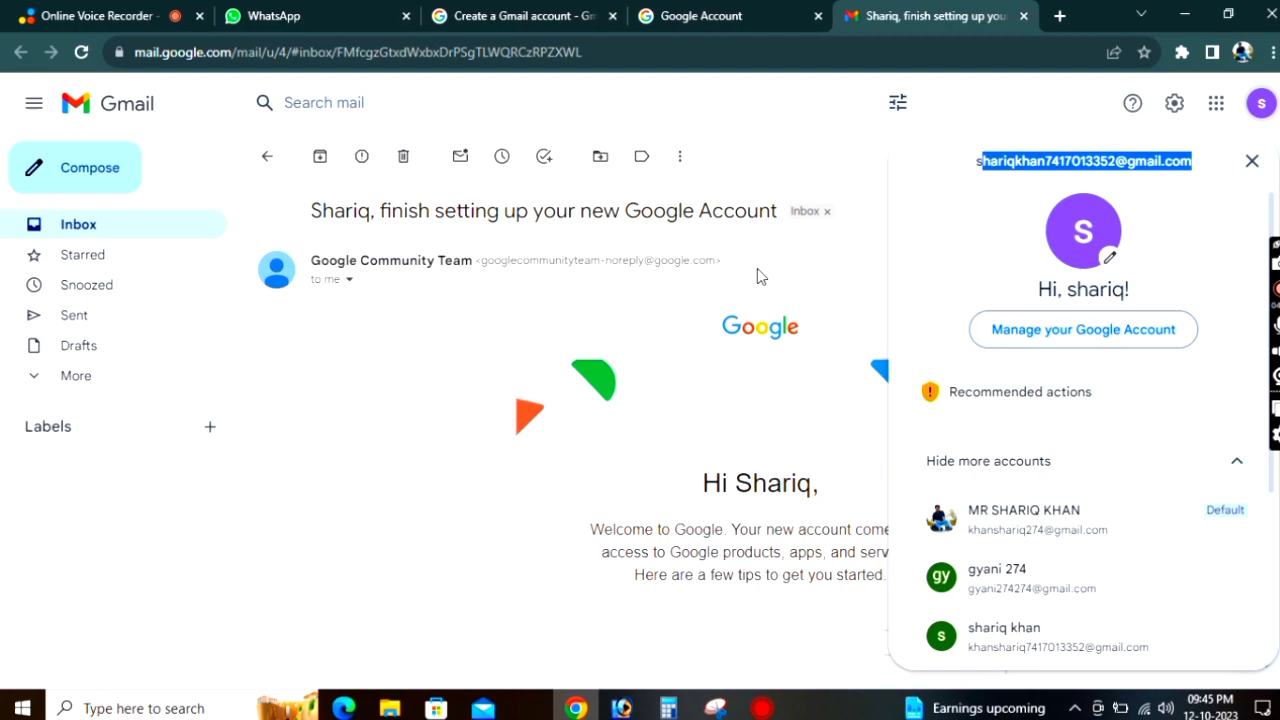 Online Voice Recorder -
WhatsApp
Create a Gmail account - Gm
Google Account
Shariq, finish setting up you
mail.google.com/mail/u/4/#inbox/FMfcgzGtxdWxbxDrPSgTLWQRCzRPZXWL
Gmail
Search mail
S
shariqkhan7417013352@gmail.com
Compose
Shariq, finish setting up your new Google Account
Inbox ×
Inbox
Starred
Snoozed
Sent
Drafts
More
Labels
Google Community Team <googlecommunityteam-noreply@google.com>
to me
Google
Hi Shariq,
Welcome to Google. Your new account come
access to Google products, apps, and serv
Here are a few tips to get you started.
S
Hi, shariq!
Manage your Google Account
Recommended actions
Hide more accounts
MR SHARIQ KHAN
Default
khanshariq274@gmail.com
gy
gyani 274
gyani274274@gmail.com
s
shariq khan
khanshariq7417013352@gmail.com
Type here to search
Earnings upcoming
09:45 PM
12-10-2023